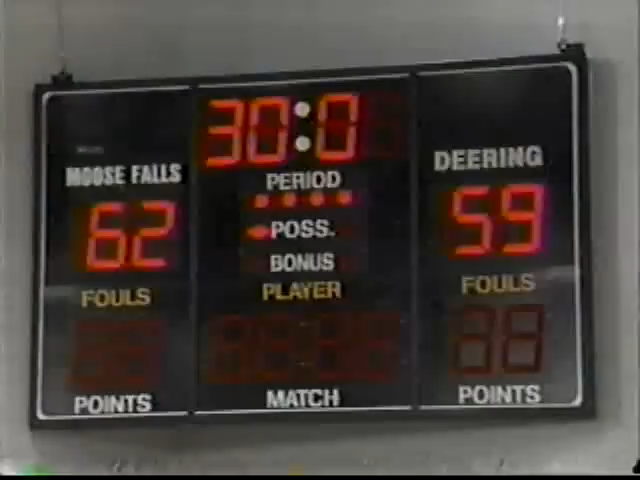 30:0
MOOSE FALLS
PERIOD
DEERING
62
POSS.
59
BONUS
FOULS
PLAYER
FOULS
POINTS
MATCH
POINTS